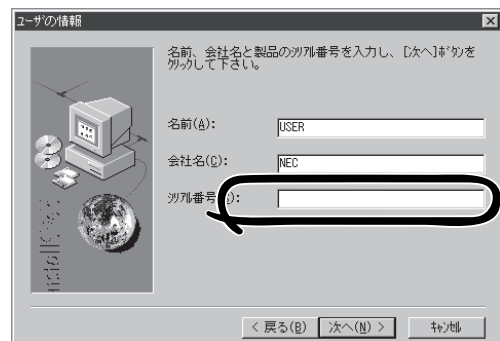 ユーザの情報
名前、会社名と製品のｼﾘｱﾙ番号を入力し、[次へ]ﾎﾞﾀﾝを
ｸﾘｯｸして下さい。
名前(A):
USER
会社名(C):
NEC
ｼﾘｱﾙ番号
):
< 戻る(B)
次へ(N) >
ｷｬﾝｾﾙ